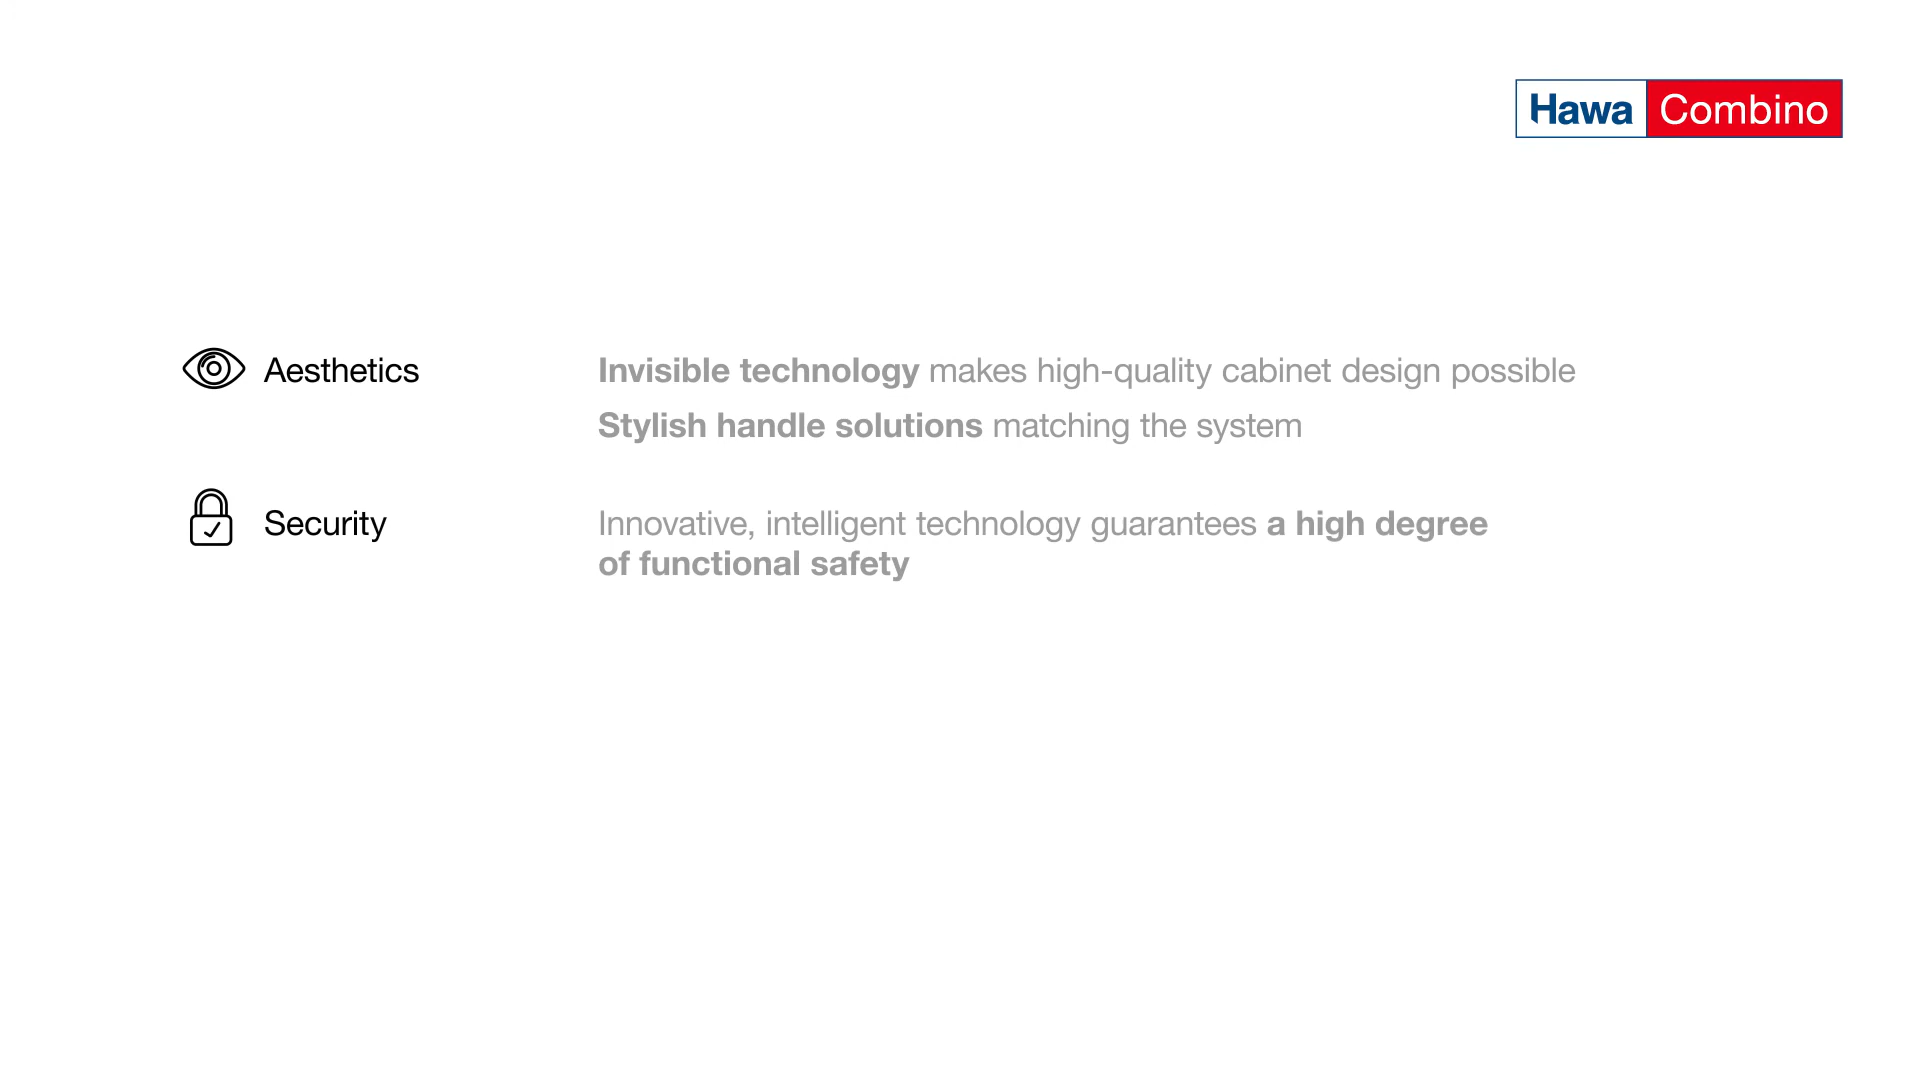 Hawa Combino
Aesthetics
Invisible technology makes high-quality cabinet design possible
Stylish handle solutions matching the system
Security
Innovative, intelligent technology guarantees a high degree
of functional safety